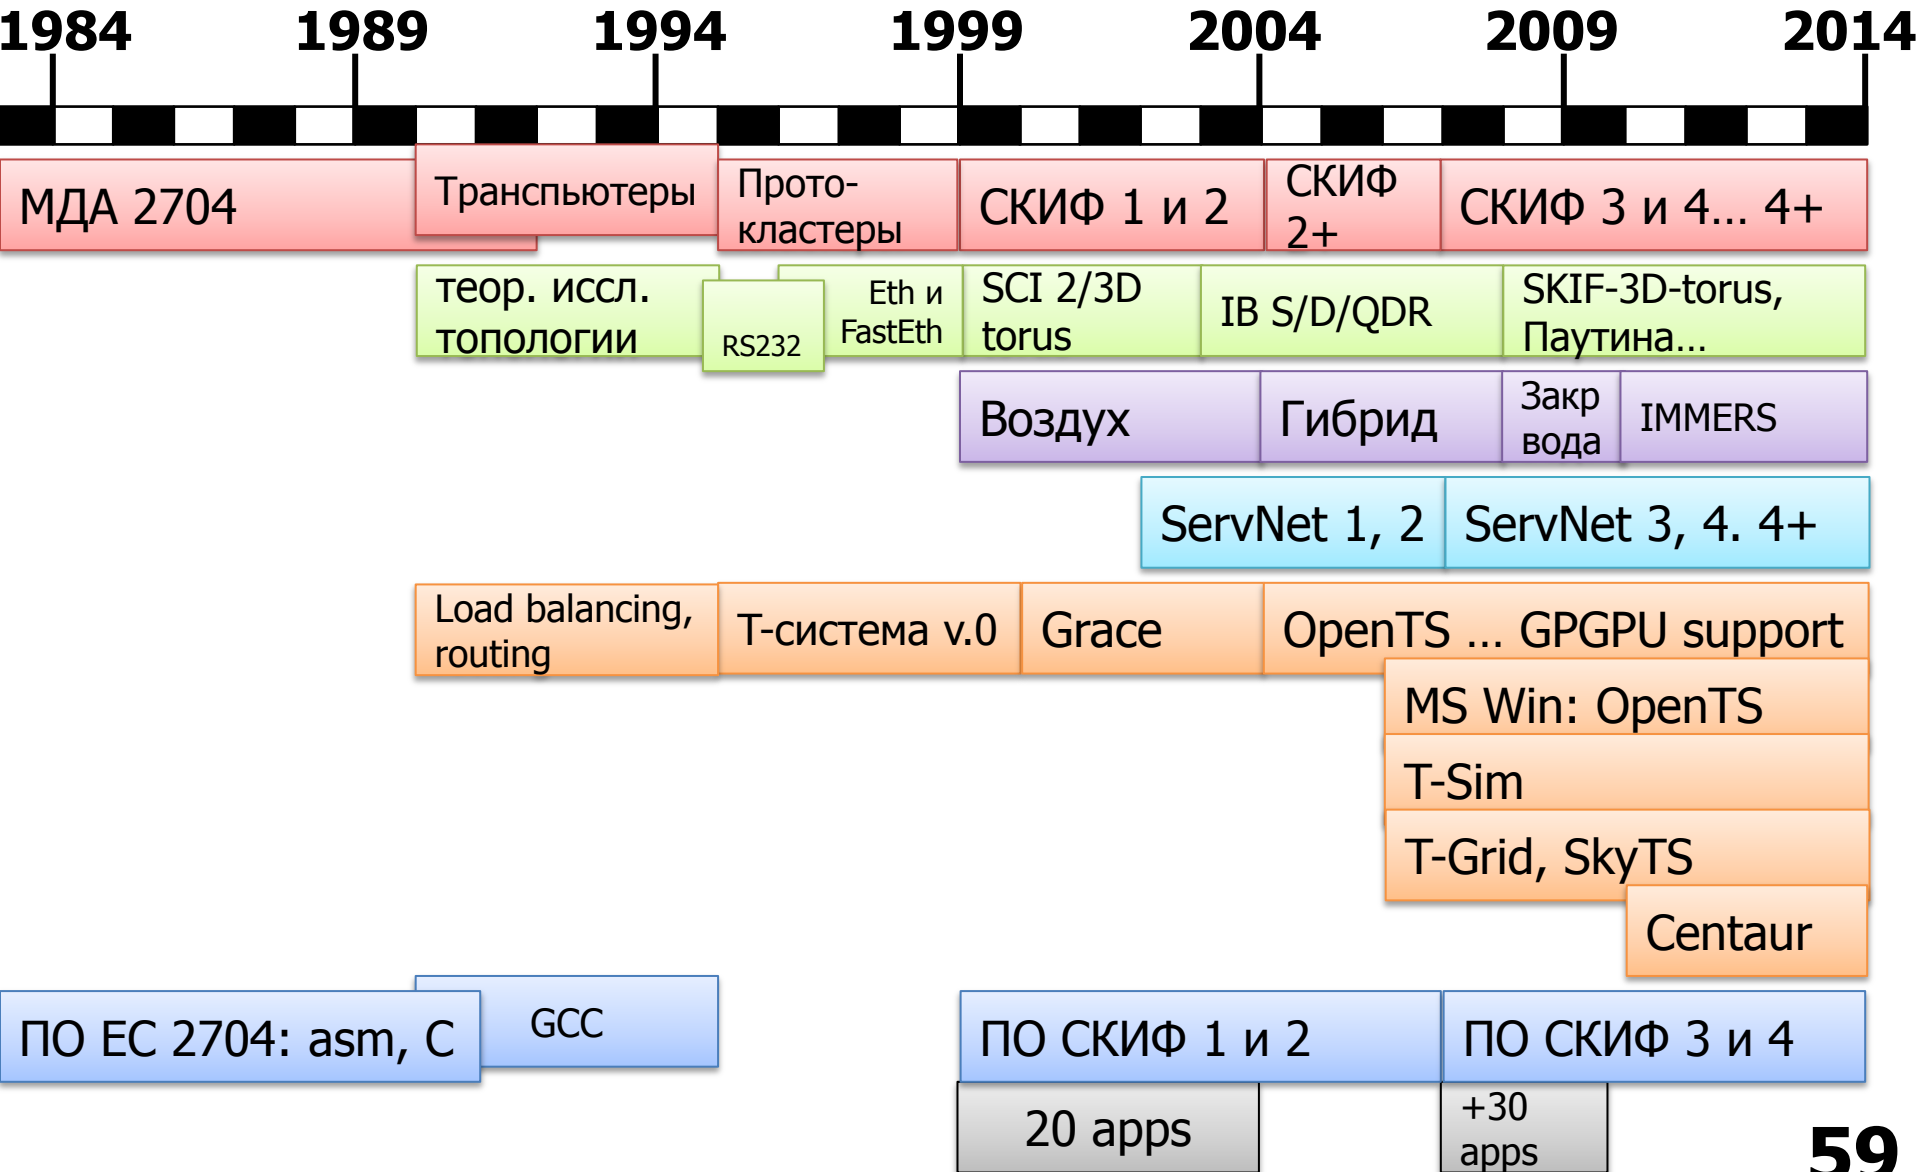 1984 1989 1994 1999 2004 2009 2014
МДА 2704
Транспьютеры
Прото-
кластеры
СКИФ 1 и 2
СКИФ
2+
СКИФ 3 и 4... 4+
теор. иссл.
топологии
RS232
Eth и
FastEth
SCI 2/3D
torus
IB S/D/QDR
SKIF-3D-torus,
Паутина...
Воздух
Гибрид
Закр
вода
IMMERS
ServNet 1, 2
ServNet 3, 4. 4+
Load balancing,
routing
Т-система v.0
Grace
OpenTS ... GPGPU support
MS Win: OpenTS
T-Sim
T-Grid, SkyTS
Centaur
ПО ЕС 2704: asm, C
GCC
ПО СКИФ 1 и 2
ПО СКИФ 3 и 4
20 apps
+30
apps
59